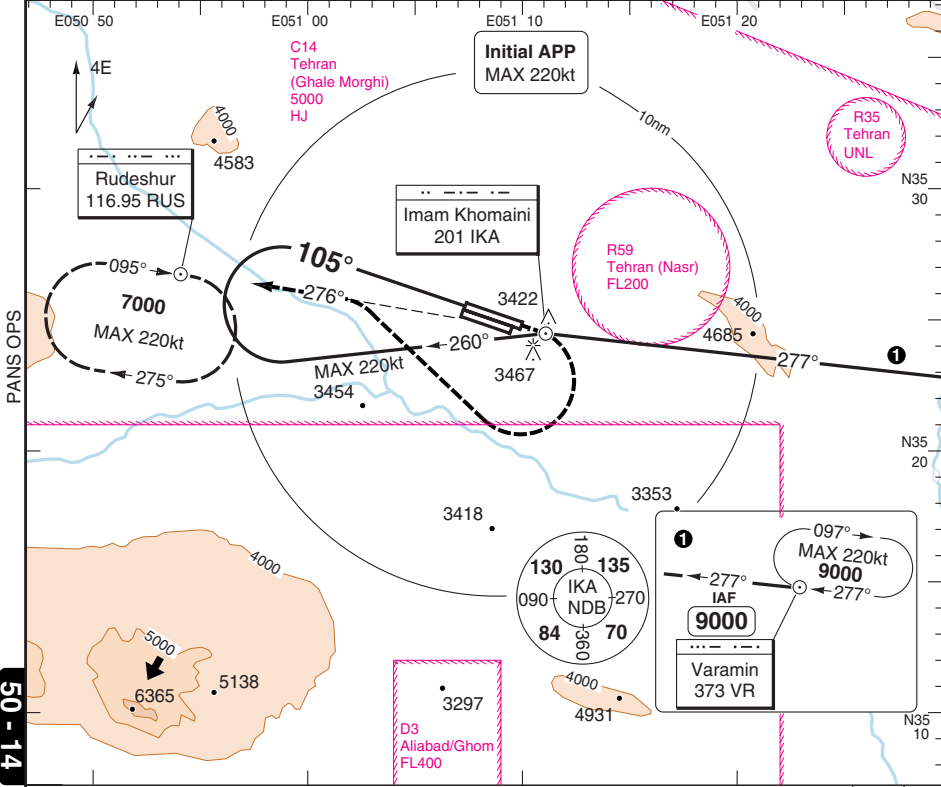 E050 50
E051 00
E051 10
E051 20
4E
C14
Tehran
(Ghale Morghi)
5000
HJ
Initial APP
MAX 220kt
10nm
R35
Tehran
UNL
4000
4583
N35
30
Rudeshur
116.95 RUS
Imam Khomaini
201 IKA
R59
Tehran (Nasr)
FL200
095°
7000
MAX 220kt
275°
105°
276°
3422
260°
MAX 220kt
3467
3454
4000
4685
277°
1
PANS OPS
N35
20
3418
3353
4000
5000
6365
5138
180
130
135
090
IKA
NDB
270
84
70
360
1
097°
MAX 220kt
9000
277°
277°
IAF
9000
Varamin
373 VR
3297
D3
Aliabad/Ghom
FL400
4000
4931
N35
10
50 - 14